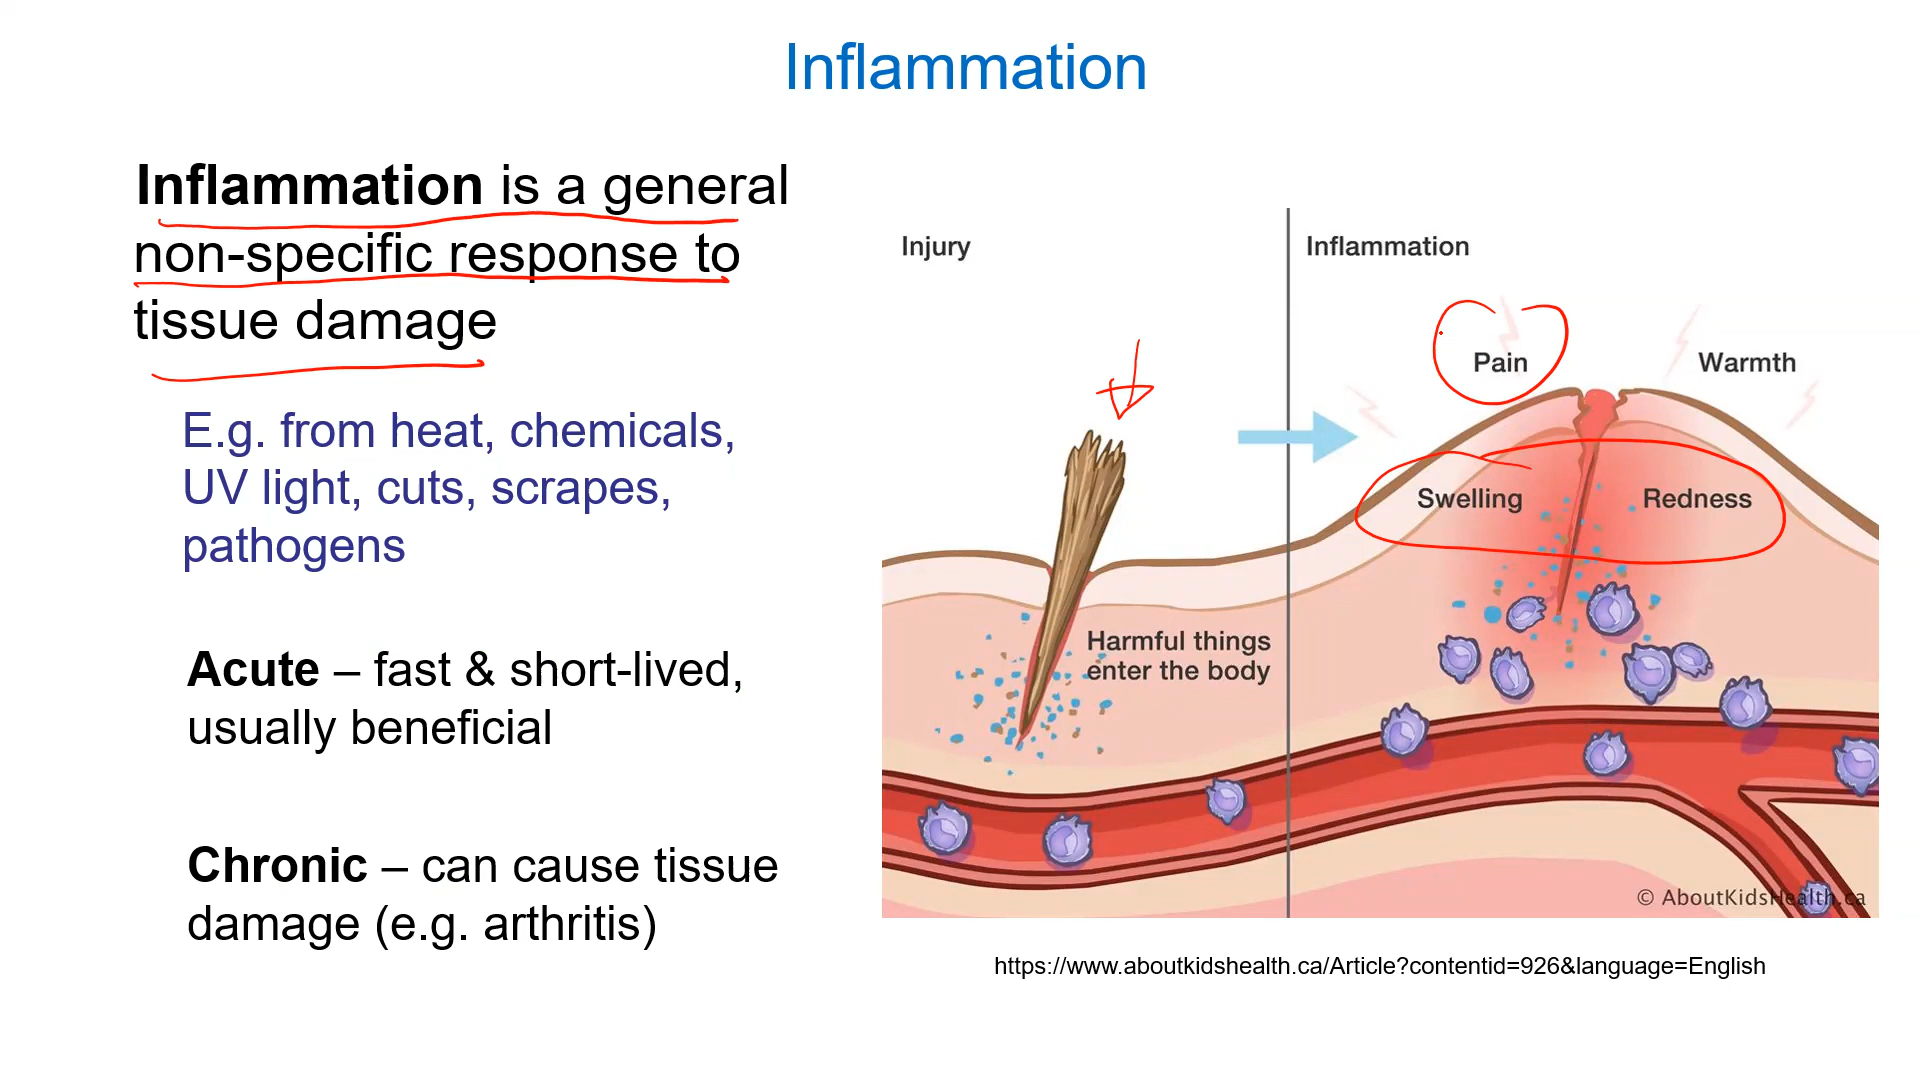 Inflammation
Inflammation is a general
non-specific response to
tissue damage
E.g. from heat, chemicals,
UV light, cuts, scrapes,
pathogens
Acute – fast & short-lived,
usually beneficial
Chronic – can cause tissue
damage (e.g. arthritis)
Injury
Harmful things
enter the body
Inflammation
Pain
Warmth
Swelling
Redness
© AboutKidsHealth.ca
https://www.aboutkidshealth.ca/Article?contentid=926&language=English